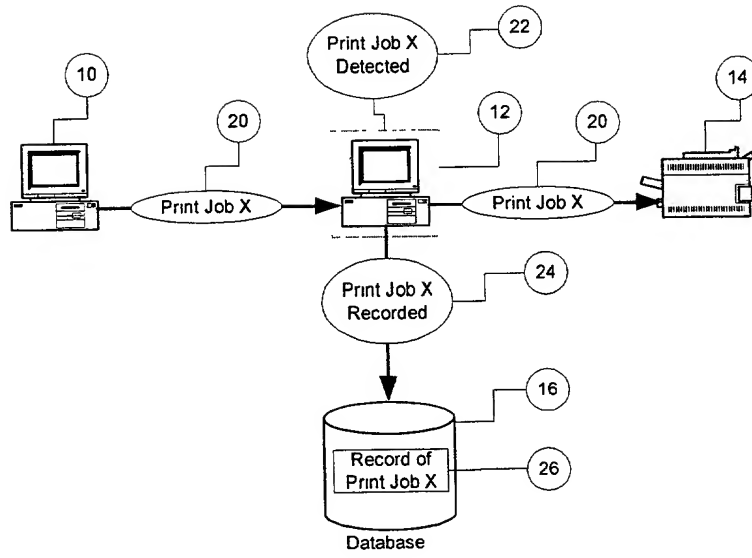 Print Job X
Detected
22
10
20
12
20
14
Print Job X
Print Job X
Print Job X
Recorded
24
16
Record of
Print Job X
26
Database